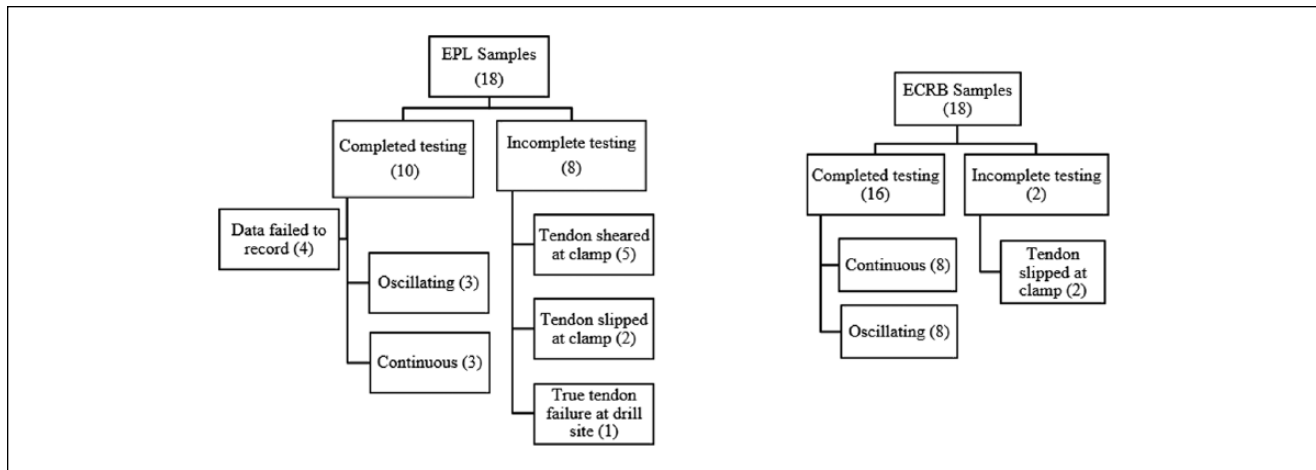 EPL Samples
(18)
Completed testing
(10)
Incomplete testing
(8)
Data failed to
record (4)
Oscillating (3)
Continuous (3)
Tendon sheared
at clamp (5)
Tendon slipped
at clamp (2)
True tendon
failure at drill
site (1)
ECRB Samples
(18)
Completed testing
(16)
Incomplete testing
(2)
Continuous (8)
Oscillating (8)
Tendon
slipped at
clamp (2)